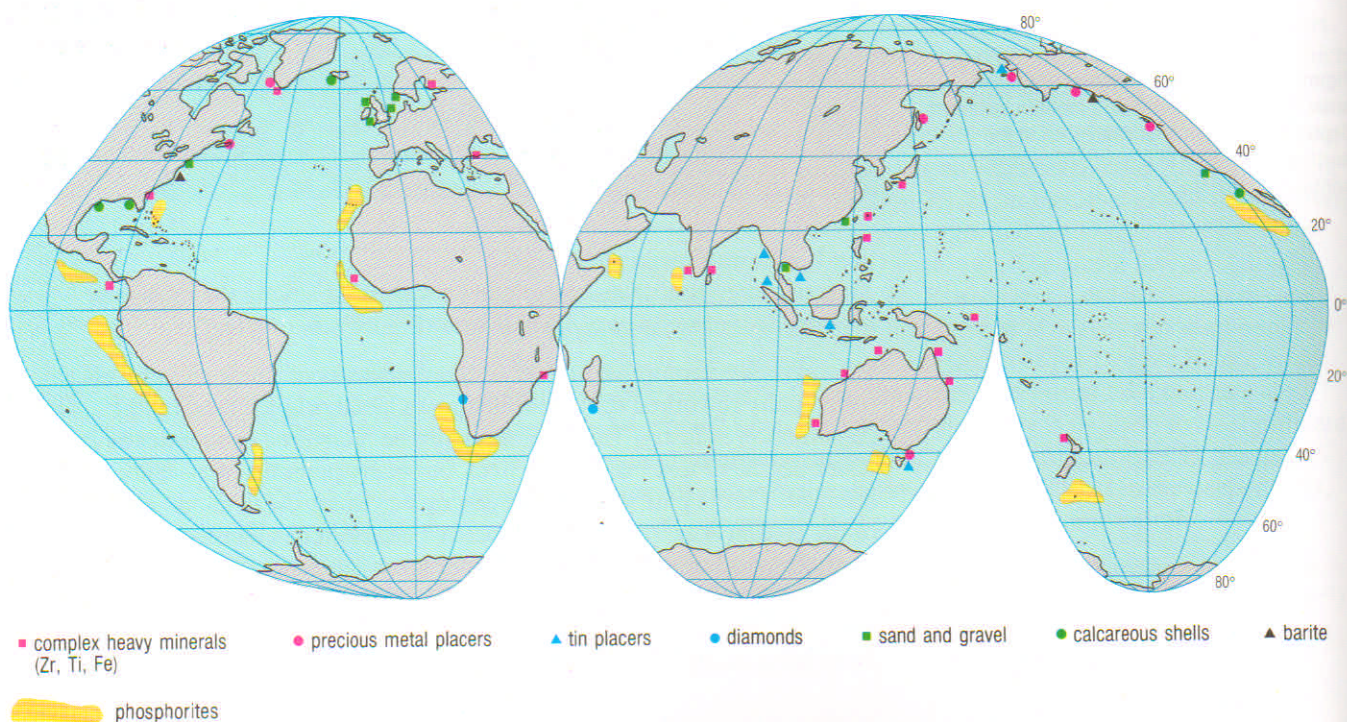 80°
60°
40°
20°
0°
20°
40°
60°
80°
complex heavy minerals
(Zr, Ti, Fe)
precious metal placers
tin placers
diamonds
sand and gravel
calcareous shells
barite
phosphorites